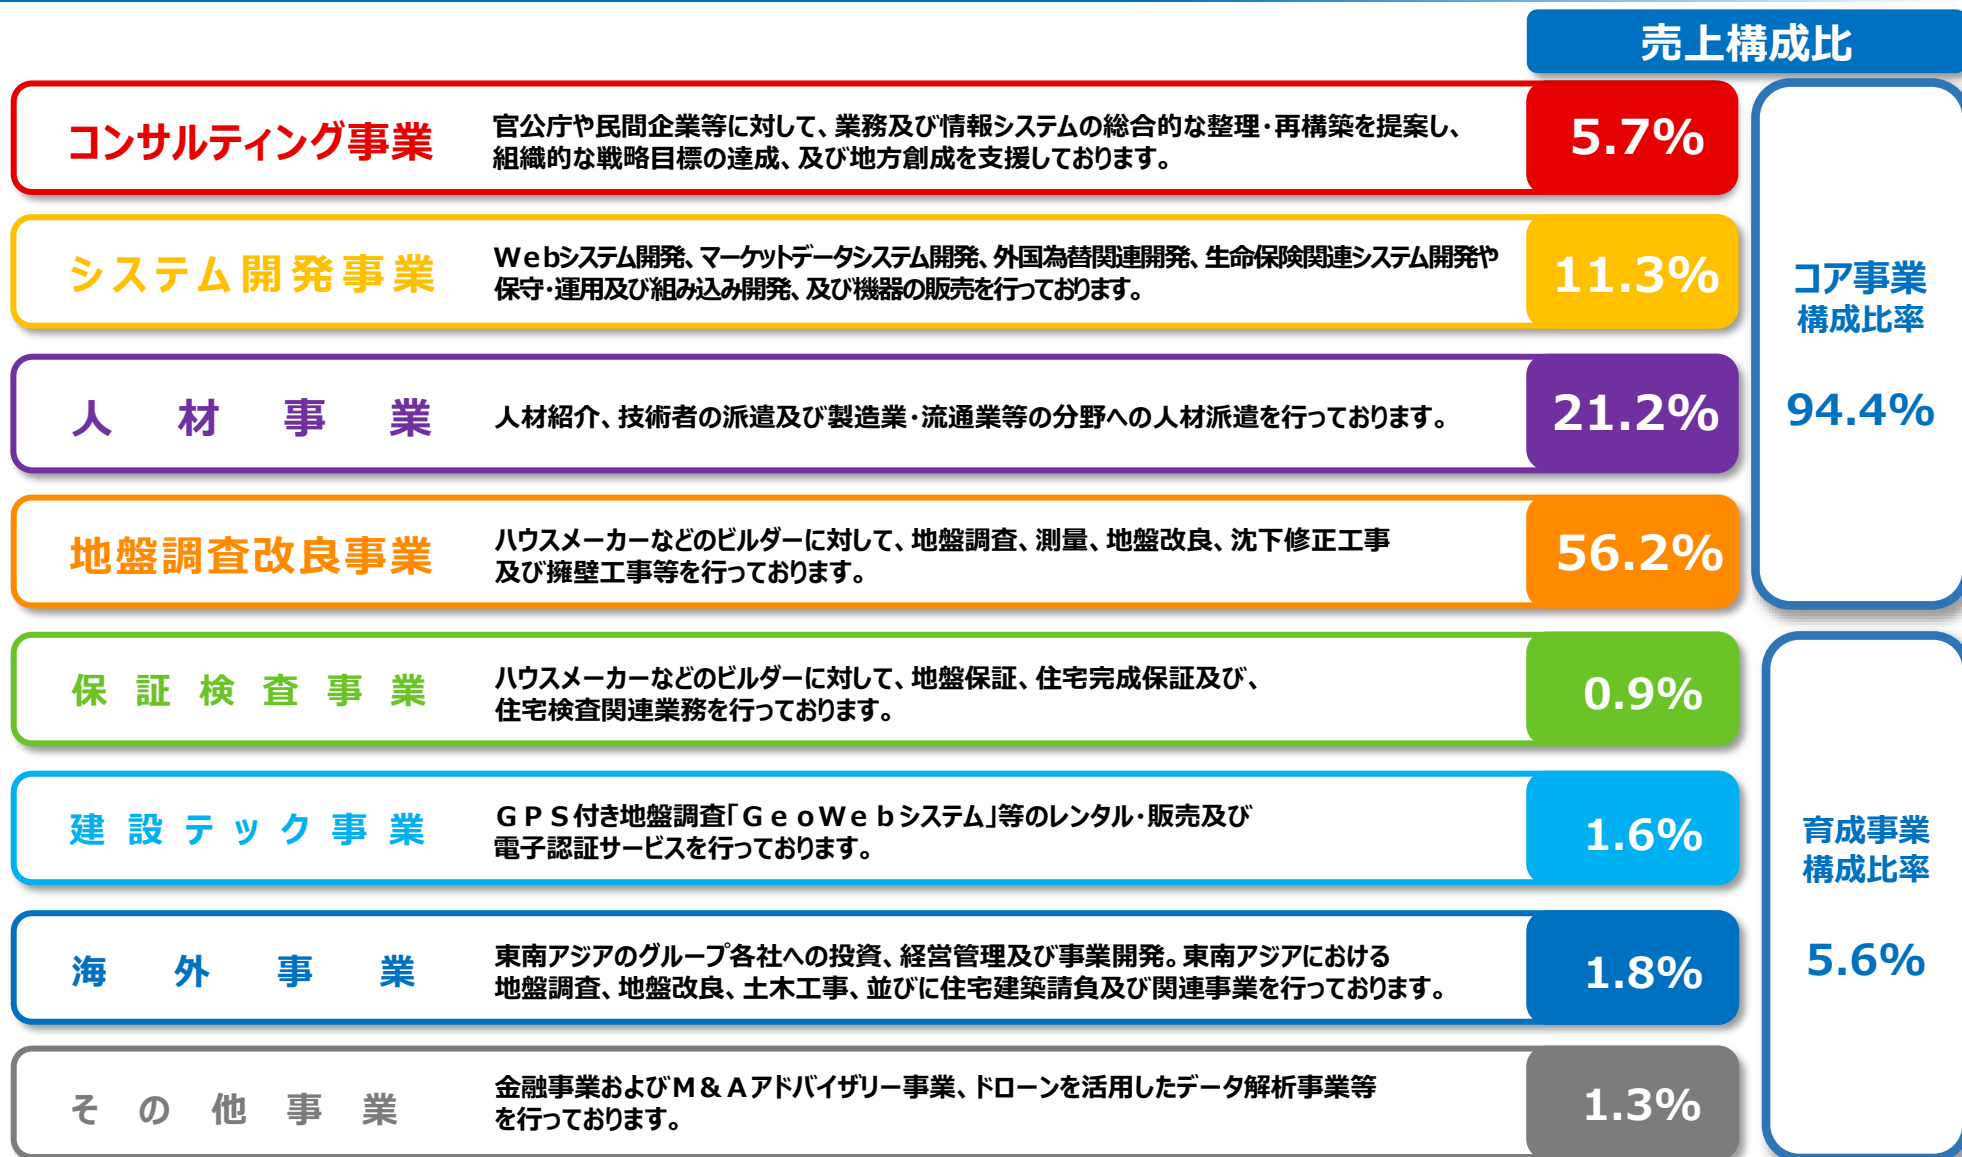 売上構成比
コンサルティング事業
官公庁や民間企業等に対して、業務及び情報システムの総合的な整理・再構築を提案し、
組織的な戦略目標の達成、及び地方創成を支援しております。
5.7%
システム開発事業
Webシステム開発、マーケットデータシステム開発、外国為替関連開発、生命保険関連システム開発や
保守・運用及び組み込み開発、及び機器の販売を行っております。
11.3%
人材事業
人材紹介、技術者の派遣及び製造業・流通業等の分野への人材派遣を行っております。
21.2%
地盤調査改良事業
ハウスメーカーなどのビルダーに対して、地盤調査、測量、地盤改良、沈下修正工事
及び擁壁工事等を行っております。
56.2%
コア事業
構成比率
94.4%
保証検査事業
ハウスメーカーなどのビルダーに対して、地盤保証、住宅完成保証及び、
住宅検査関連業務を行っております。
0.9%
建設テック事業
GPS付き地盤調査「GeoWebシステム」等のレンタル・販売及び
電子認証サービスを行っております。
1.6%
海外事業
東南アジアのグループ各社への投資、経営管理及び事業開発。東南アジアにおける
地盤調査、地盤改良、土木工事、並びに住宅建築請負及び関連事業を行っております。
1.8%
その他事業
金融事業およびM&Aアドバイザリー事業、ドローンを活用したデータ解析事業等
を行っております。
1.3%
育成事業
構成比率
5.6%